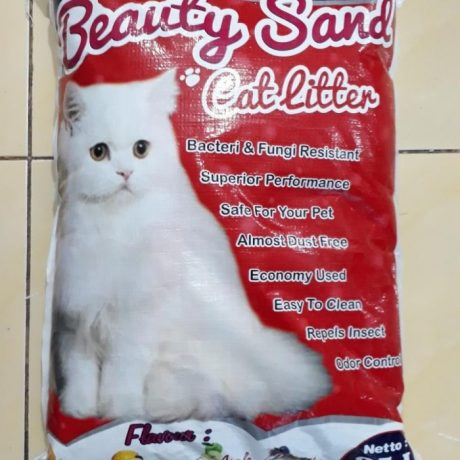 Beauty Sand
Cat Litter
Bacteri & Fungi Resistant
Superior Performance
Safe For Your Pet
Almost Dust Free
Economy Used
Easy To Clean
Repels Insect
Odor Control
Flavour :
Netto :